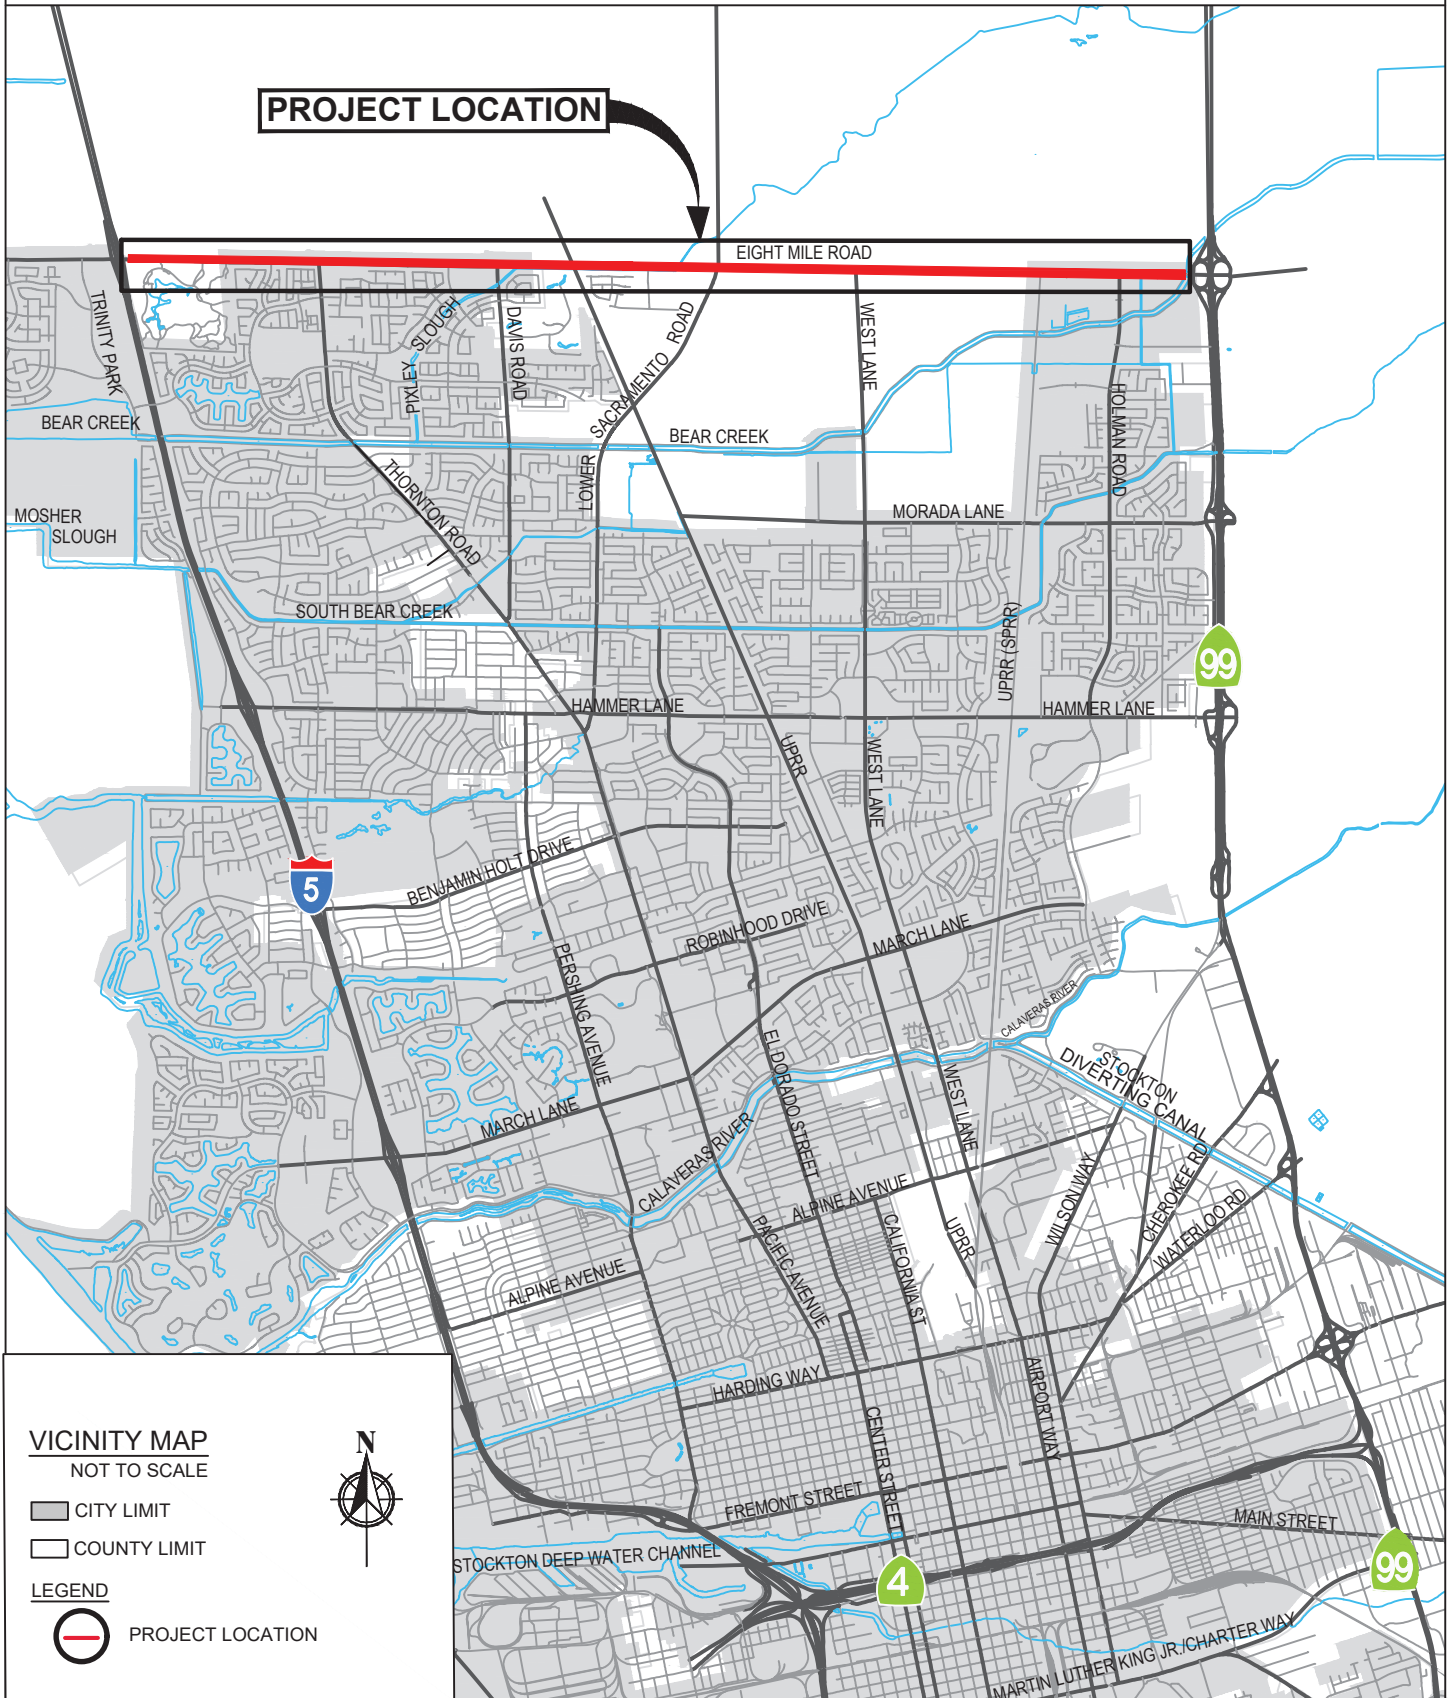 PROJECT LOCATION
EIGHT MILE ROAD
TRINITY PARK
PIXLEY SLOUGH
DAVIS ROAD
LOWER SACRAMENTO ROAD
WEST LANE
HOLMAN ROAD
BEAR CREEK
BEAR CREEK
THORNTON ROAD
MORADA LANE
MOSHER
SLOUGH
SOUTH BEAR CREEK
UPRR (SPRR)
99
HAMMER LANE
HAMMER LANE
UPRR
WEST LANE
5
BENJAMIN HOLT DRIVE
ROBINHOOD DRIVE
MARCH LANE
PERSHING AVENUE
CALAVERAS RIVER
EL DORADO STREET
STOCKTON
DIVERTING CANAL
WEST LANE
MARCH LANE
CALAVERAS RIVER
WILSON WAY
CHEROKEE RD
WATERLOO RD
ALPINE AVENUE
PACIFIC AVENUE
CALIFORNIA ST
UPRR
ALPINE AVENUE
HARDING WAY
AIRPORT WAY
CENTER STREET
FREMONT STREET
MAIN STREET
STOCKTON DEEP WATER CHANNEL
4
99
MARTIN LUTHER KING JR./CHARTER WAY
VICINITY MAP
NOT TO SCALE
N
CITY LIMIT
COUNTY LIMIT
LEGEND
PROJECT LOCATION